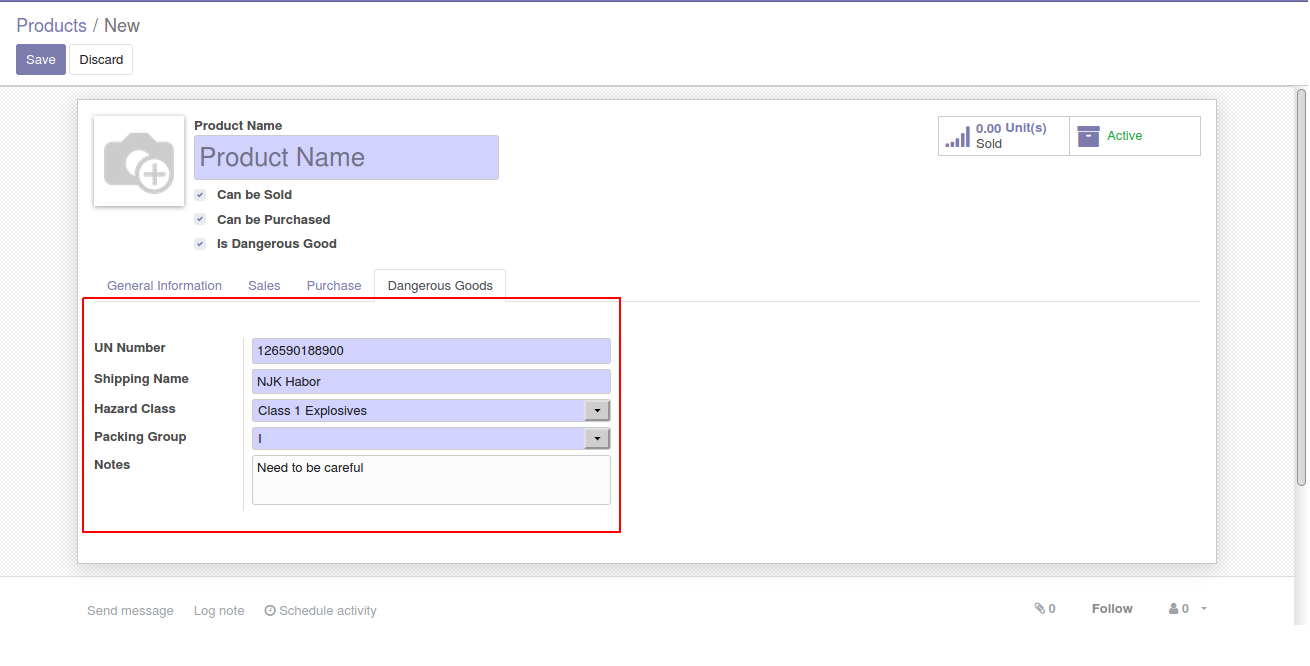 Products / New
Save Discard
Product Name
Product Name
Can be Sold
Can be Purchased
Is Dangerous Good
0.00 Unit(s)
Sold
Active
General Information Sales Purchase Dangerous Goods
UN Number 126590188900
Shipping Name NJK Habor
Hazard Class Class 1 Explosives
Packing Group I
Notes Need to be careful
Send message Log note Schedule activity 0 Follow 0